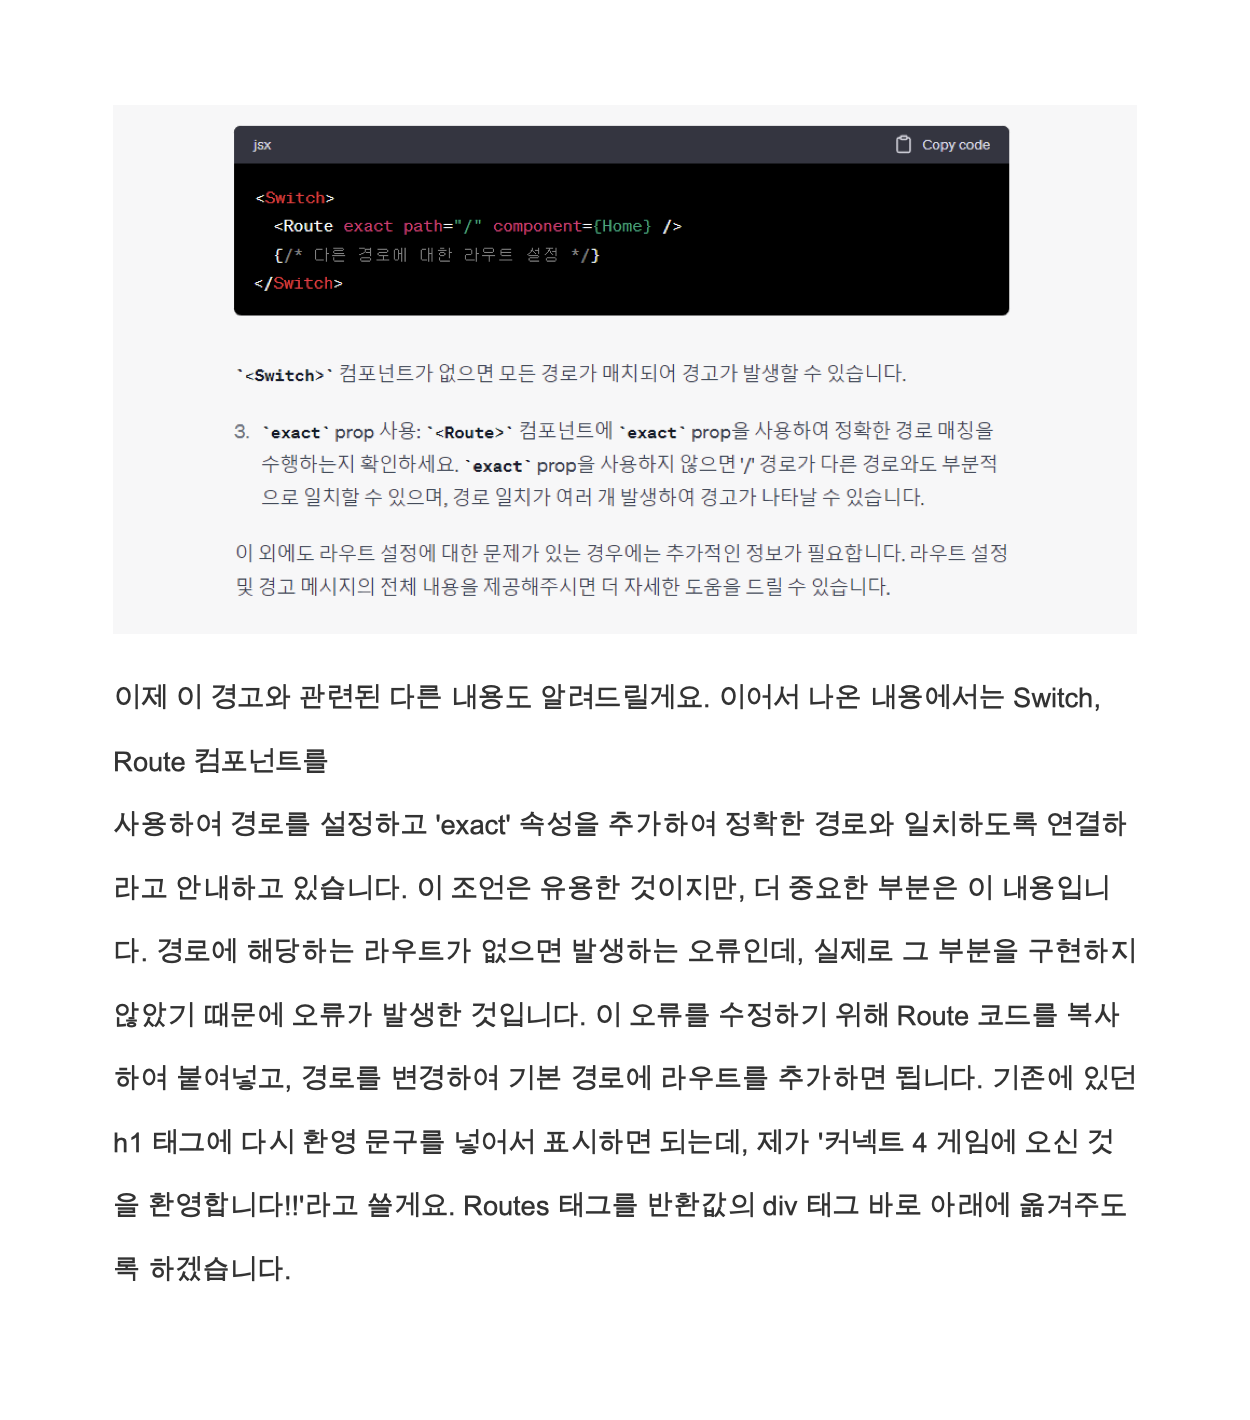 jsx
Copy code
<Switch>
<Route exact path="/" component={Home} />
{/* 다른 경로에 대한 라우트 설정 */}
</Switch>
`<Switch>` 컴포넌트가 없으면 모든 경로가 매치되어 경고가 발생할 수 있습니다.
3. `exact` prop 사용: `<Route>` 컴포넌트에 `exact` prop을 사용하여 정확한 경로 매칭을
수행하는지 확인하세요. `exact` prop을 사용하지 않으면 '/' 경로가 다른 경로와도 부분적
으로 일치할 수 있으며, 경로 일치가 여러 개 발생하여 경고가 나타날 수 있습니다.
이 외에도 라우트 설정에 대한 문제가 있는 경우에는 추가적인 정보가 필요합니다. 라우트 설정
및 경고 메시지의 전체 내용을 제공해주시면 더 자세한 도움을 드릴 수 있습니다.
이제 이 경고와 관련된 다른 내용도 알려드릴게요. 이어서 나온 내용에서는 Switch,
Route 컴포넌트를
사용하여 경로를 설정하고 'exact' 속성을 추가하여 정확한 경로와 일치하도록 연결하
라고 안내하고 있습니다. 이 조언은 유용한 것이지만, 더 중요한 부분은 이 내용입니
다. 경로에 해당하는 라우트가 없으면 발생하는 오류인데, 실제로 그 부분을 구현하지
않았기 때문에 오류가 발생한 것입니다. 이 오류를 수정하기 위해 Route 코드를 복사
하여 붙여넣고, 경로를 변경하여 기본 경로에 라우트를 추가하면 됩니다. 기존에 있던
h1 태그에 다시 환영 문구를 넣어서 표시하면 되는데, 제가 '커넥트 4 게임에 오신 것
을 환영합니다!!'라고 쓸게요. Routes 태그를 반환값의 div 태그 바로 아래에 옮겨주도
록 하겠습니다.